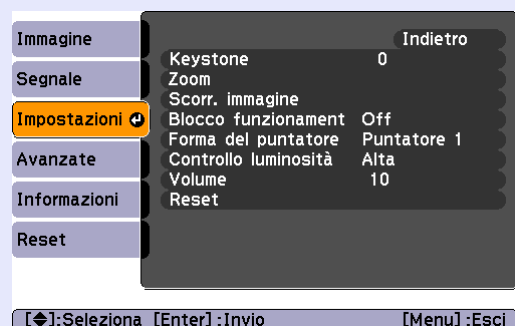 Immagine
Segnale
Impostazioni
Avanzate
Informazioni
Reset
Indietro
Keystone 0
Zoom
Scorr. immagine
Blocco funzionament Off
Forma del puntatore Puntatore 1
Controllo luminosità Alta
Volume 10
Reset
[◆]:Seleziona [Enter]:Invio [Menu]:Esci